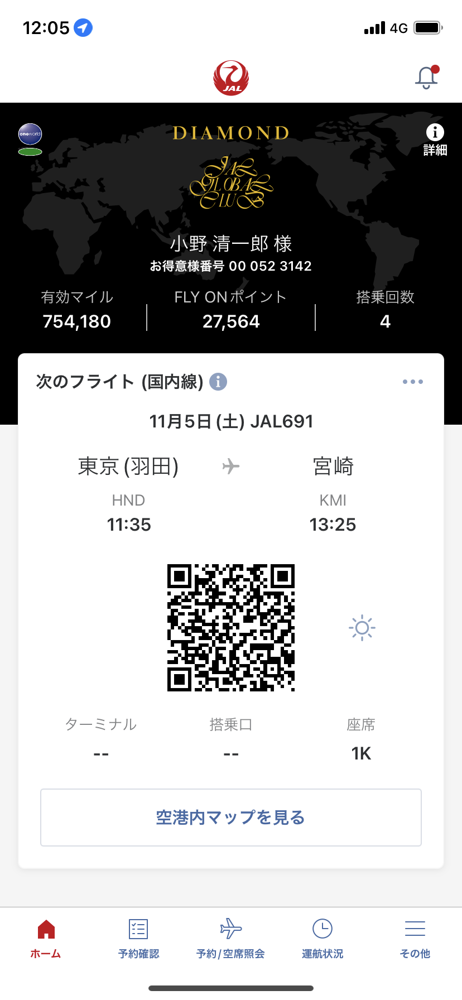 12:05
4G
JAL
oneworld
DIAMOND
詳細
JAL
GLOBAL
CLUB
小野 清一郎 様
お得意様番号 00 052 3142
有効マイル
754,180
FLY ONポイント
27,564
搭乗回数
4
次のフライト (国内線)
11月5日(土) JAL691
東京(羽田)
宮崎
HND
KMI
11:35
13:25
ターミナル
搭乗口
座席
--
--
1K
空港内マップを見る
ホーム
予約確認
予約/空席照会
運航状況
その他